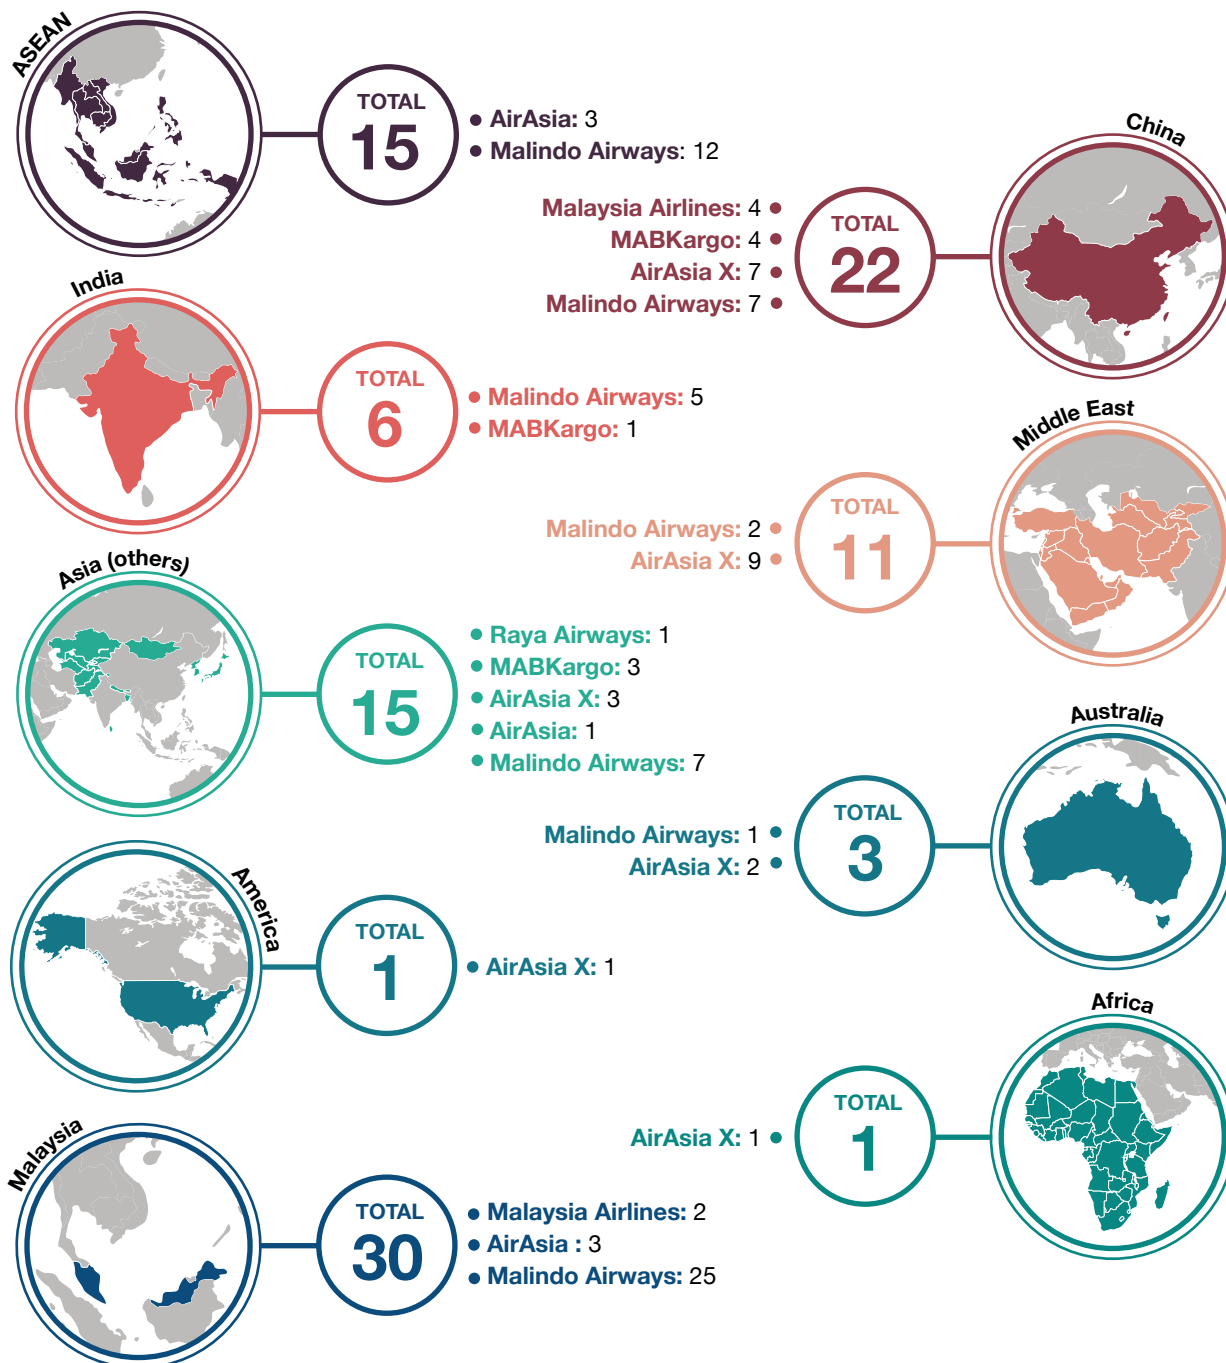 ASEAN
TOTAL
15
• AirAsia: 3
• Malindo Airways: 12
China
TOTAL
22
Malaysia Airlines: 4 •
MABKargo: 4 •
AirAsia X: 7 •
Malindo Airways: 7 •
India
TOTAL
6
• Malindo Airways: 5
• MABKargo: 1
Middle East
TOTAL
11
Malindo Airways: 2 •
AirAsia X: 9 •
Asia (others)
TOTAL
15
• Raya Airways: 1
• MABKargo: 3
• AirAsia X: 3
• AirAsia: 1
• Malindo Airways: 7
Australia
TOTAL
3
Malindo Airways: 1 •
AirAsia X: 2 •
America
TOTAL
1
• AirAsia X: 1
Africa
TOTAL
1
AirAsia X: 1 •
Malaysia
TOTAL
30
• Malaysia Airlines: 2
• AirAsia : 3
• Malindo Airways: 25